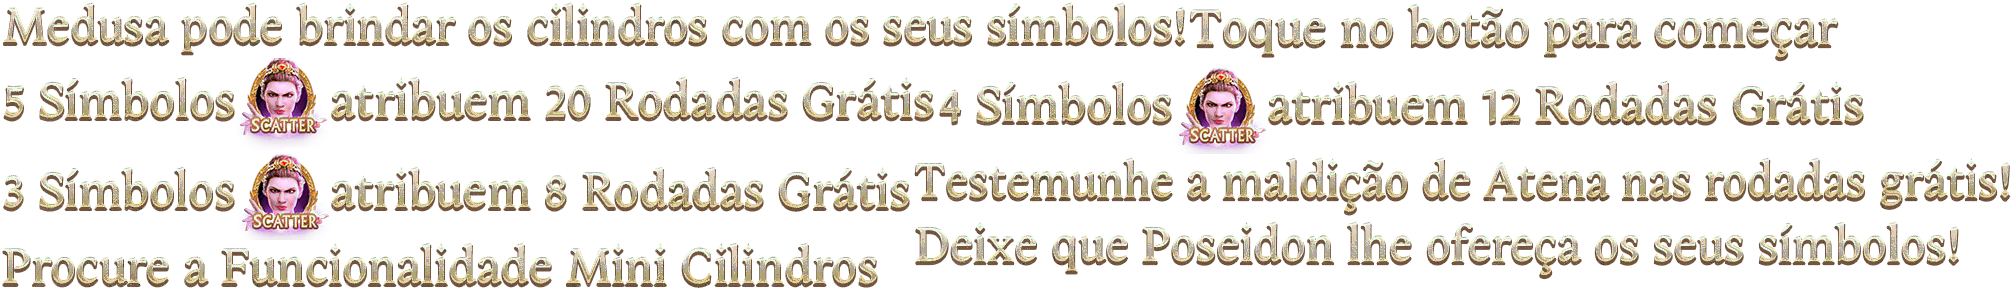 Medusa pode brindar os cilindros com os seus símbolos!
Toque no botão para começar
5 Símbolos SCATTER atribuem 20 Rodadas Grátis
4 Símbolos SCATTER atribuem 12 Rodadas Grátis
3 Símbolos SCATTER atribuem 8 Rodadas Grátis
Testemunhe a maldição de Atena nas rodadas grátis!
Procure a Funcionalidade Mini Cilindros
Deixe que Poseidon lhe ofereça os seus símbolos!